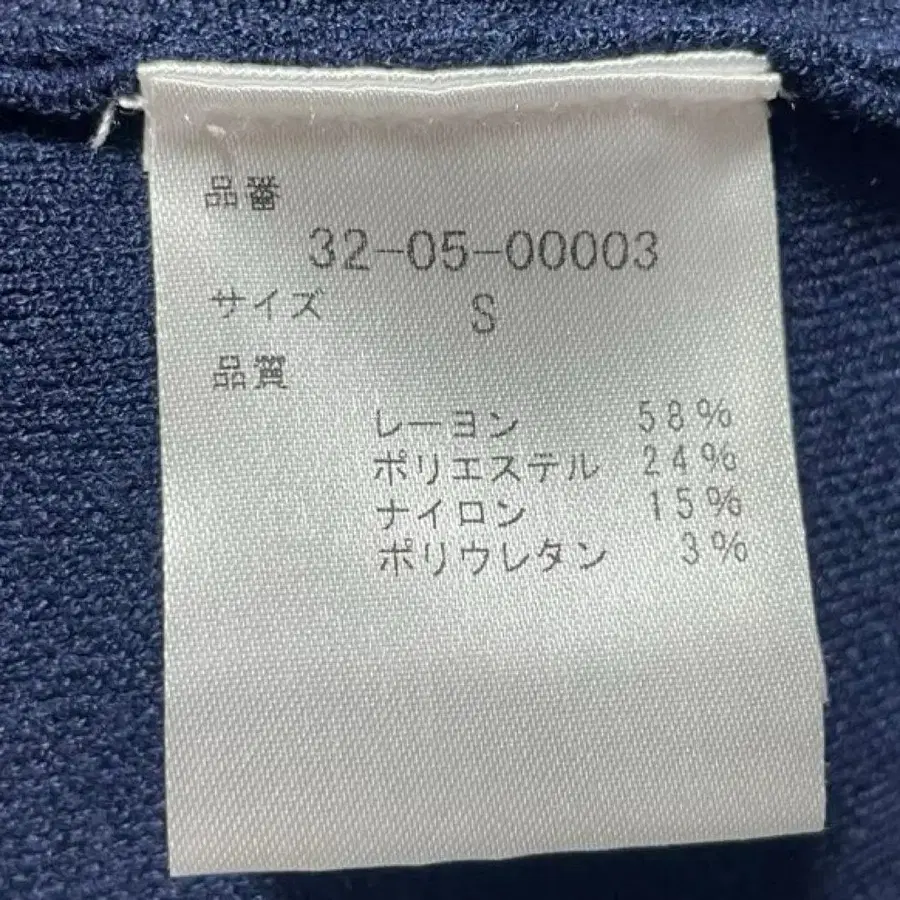 品番
32-05-00003
サイズ S
品質
レーヨン 58%
ポリエステル 24%
ナイロン 15%
ポリウレタン 3%